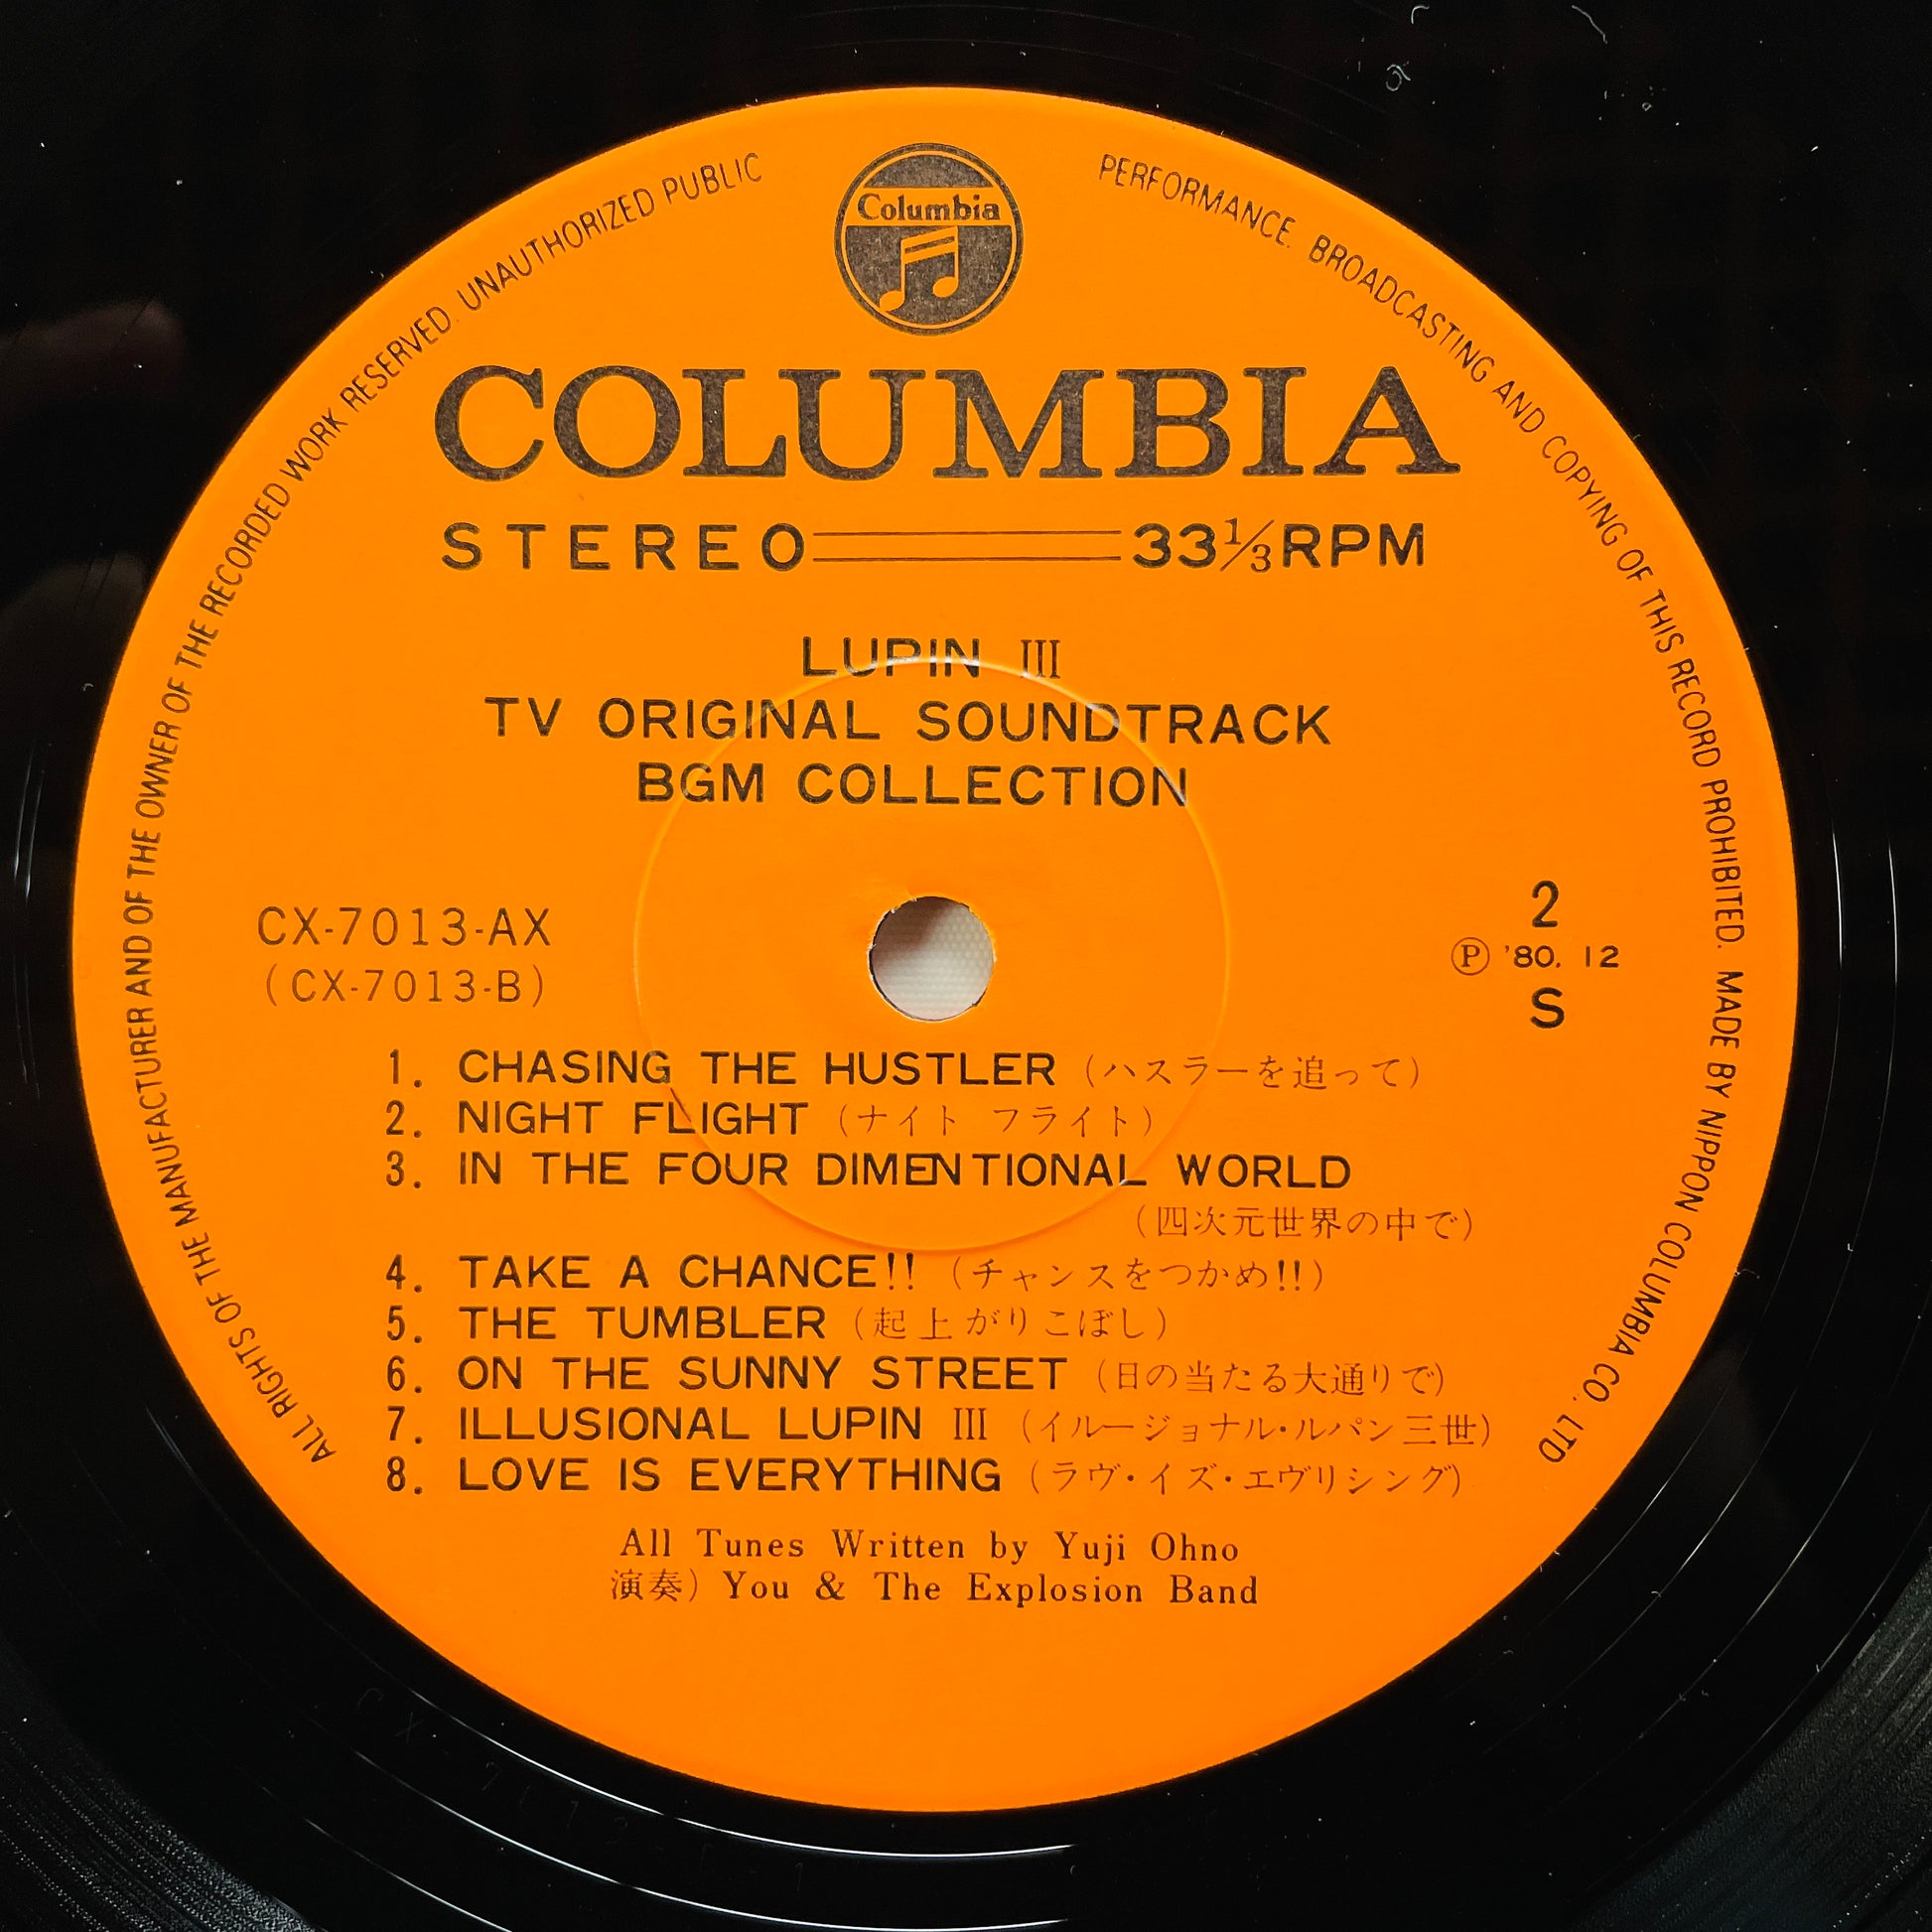 Columbia
COLUMBIA
STEREO 33⅓RPM
LUPIN III
TV ORIGINAL SOUNDTRACK
BGM COLLECTION
CX-7013-AX
(CX-7013-B)
2
Ⓟ '80. 12
S
1. CHASING THE HUSTLER (ハスラーを追って)
2. NIGHT FLIGHT (ナイト フライト)
3. IN THE FOUR DIMENTIONAL WORLD
(四次元世界の中で)
4. TAKE A CHANCE!! (チャンスをつかめ!!)
5. THE TUMBLER (起上がりこぼし)
6. ON THE SUNNY STREET (日の当たる大通りで)
7. ILLUSIONAL LUPIN III (イルージョナル・ルパン三世)
8. LOVE IS EVERYTHING (ラヴ・イズ・エヴリシング)
All Tunes Written by Yuji Ohno
演奏) You & The Explosion Band
ALL RIGHTS OF THE MANUFACTURER AND OF THE OWNER OF THE RECORDED WORK RESERVED. UNAUTHORIZED PUBLIC PERFORMANCE. BROADCASTING AND COPYING OF THIS RECORD PROHIBITED. MADE BY NIPPON COLUMBIA CO. LTD